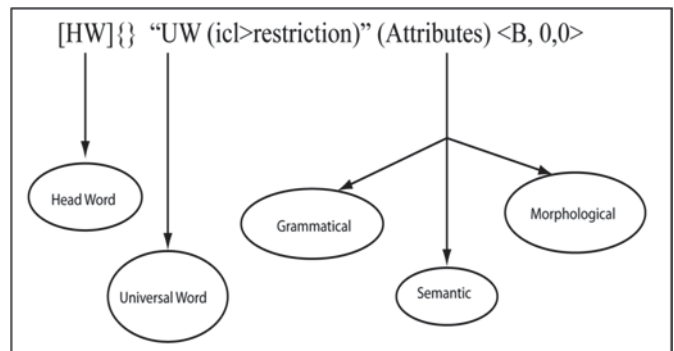 [HW]{} “UW (icl>restriction)” (Attributes) <B, 0,0>
Head Word
Grammatical
Morphological
Universal Word
Semantic